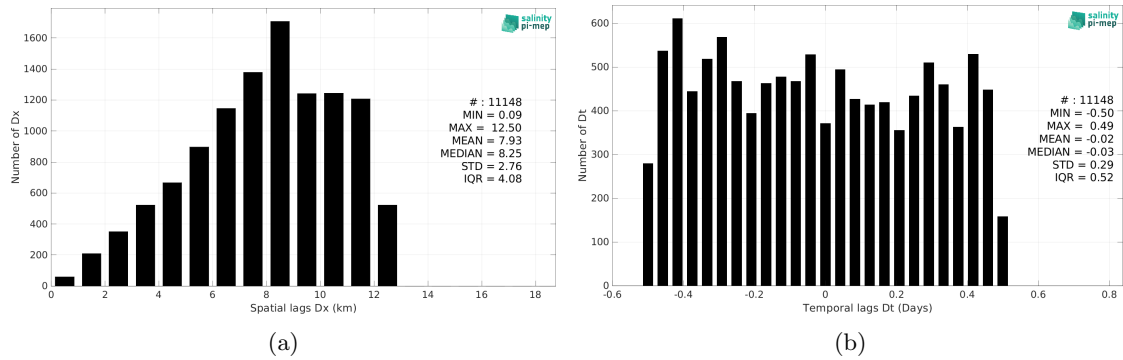 1600
1400
1200
1000
800
600
400
200
0
Number of Dx
0 2 4 6 8 10 12 14 16 18
Spatial lags Dx (km)
salinity
pi-mep
# : 11148
MIN = 0.09
MAX = 12.50
MEAN = 7.93
MEDIAN = 8.25
STD = 2.76
IQR = 4.08
(a)
600
500
400
300
200
100
0
Number of Dt
-0.6 -0.4 -0.2 0 0.2 0.4 0.6 0.8
Temporal lags Dt (Days)
salinity
pi-mep
# : 11148
MIN = -0.50
MAX = 0.49
MEAN = -0.02
MEDIAN = -0.03
STD = 0.29
IQR = 0.52
(b)